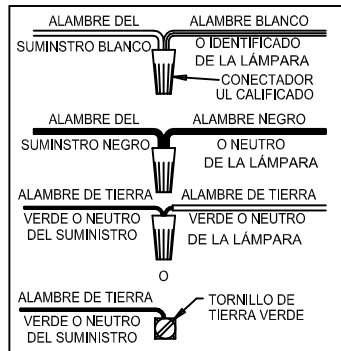 ALAMBRE DEL
SUMINSTRO BLANCO
ALAMBRE BLANCO
O IDENTIFICADO
DE LA LÁMPARA
CONECTADOR
UL CALIFICADO
ALAMBRE DEL
SUMINSTRO NEGRO
ALAMBRE NEGRO
O NEUTRO
DE LA LÁMPARA
ALAMBRE DE TIERRA
VERDE O NEUTRO
DEL SUMINISTRO
ALAMBRE DE TIERRA
VERDE O NEUTRO
DE LA LÁMPARA
O
ALAMBRE DE TIERRA
VERDE O NEUTRO
DEL SUMINISTRO
TORNILLO DE
TIERRA VERDE